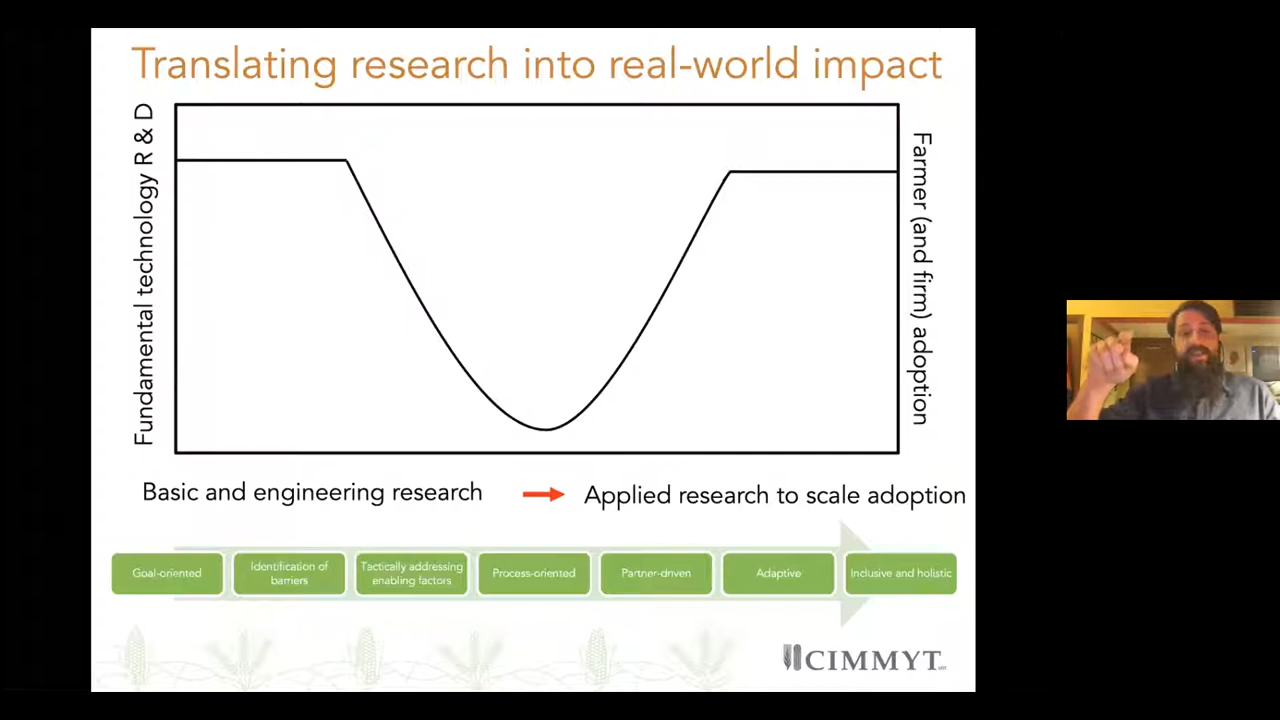 Translating research into real-world impact
Fundamental technology R & D
Farmer (and firm) adoption
Basic and engineering research
Applied research to scale adoption
Goal-oriented
Identification of
barriers
Tactically addressing
enabling factors
Process-oriented
Partner-driven
Adaptive
Inclusive and holistic
CIMMYT